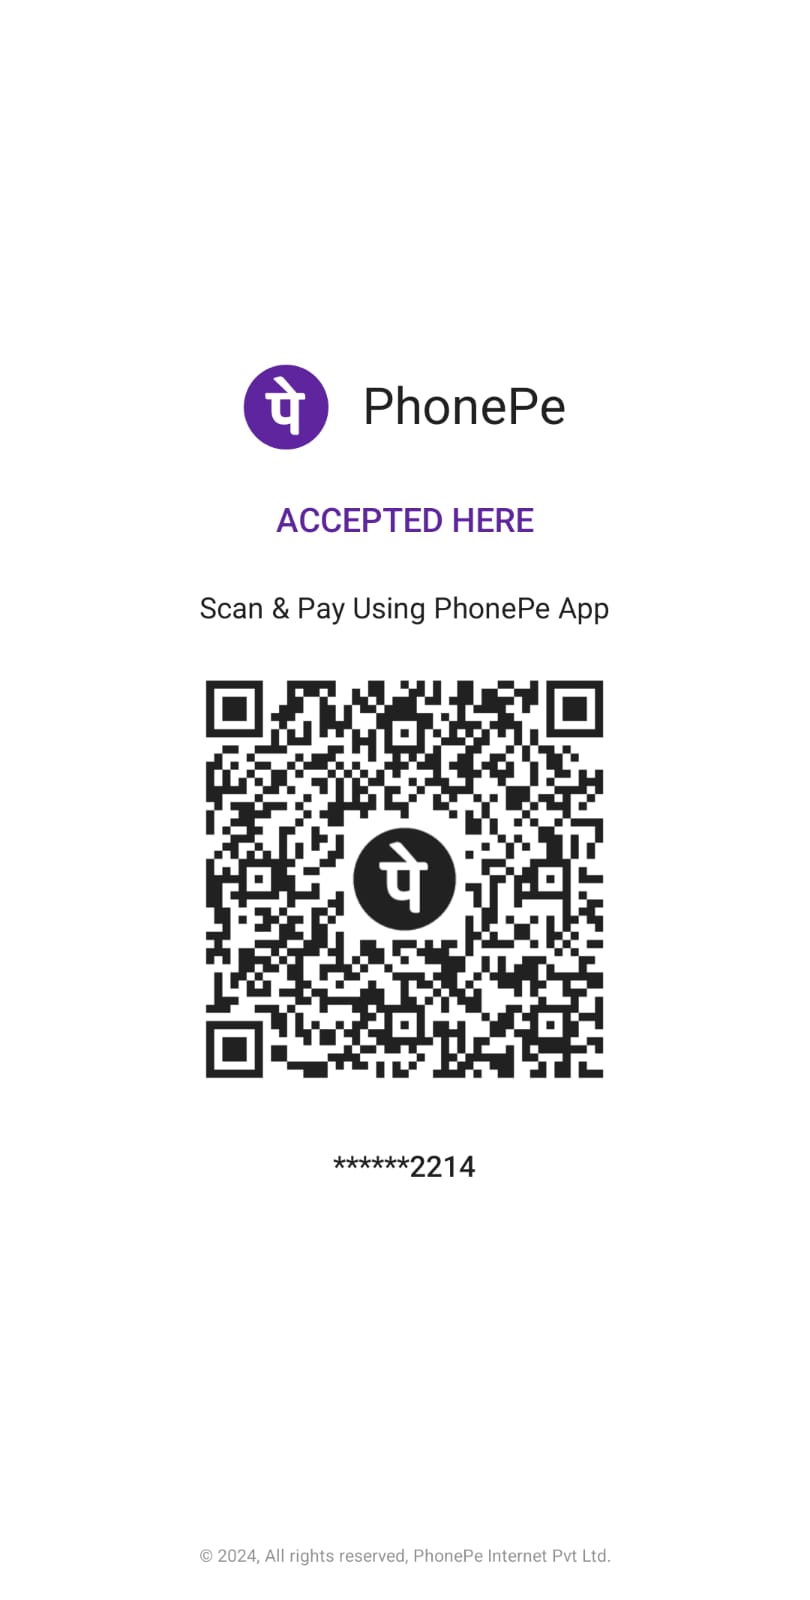 पे PhonePe
ACCEPTED HERE
Scan & Pay Using PhonePe App
पे
******2214
© 2024, All rights reserved, PhonePe Internet Pvt Ltd.